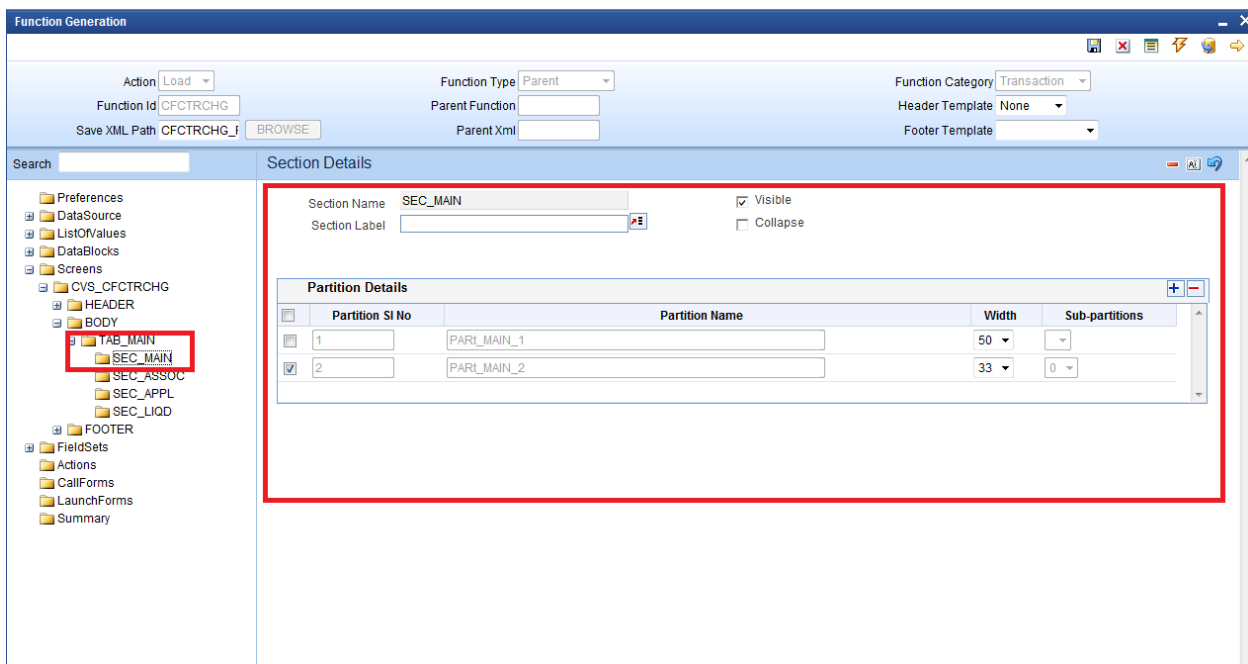 Function Generation
Action Load Function Type Parent Function Category Transaction
Function Id CFCTRCHG Parent Function Header Template None
Save XML Path CFCTRCHG_ BROWSE Parent Xml Footer Template
Search Section Details
Preferences
DataSource
ListOfValues
DataBlocks
Screens
CVS_CFCTRCHG
HEADER
BODY
TAB_MAIN
SEC_MAIN
SEC_ASSOC
SEC_APPL
SEC_LIQD
FOOTER
FieldSets
Actions
CallForms
LaunchForms
Summary
Section Name SEC_MAIN Visible
Section Label Collapse
Partition Details
Partition Sl No Partition Name Width Sub-partitions
1 PARt_MAIN_1 50
2 PARt_MAIN_2 33 0